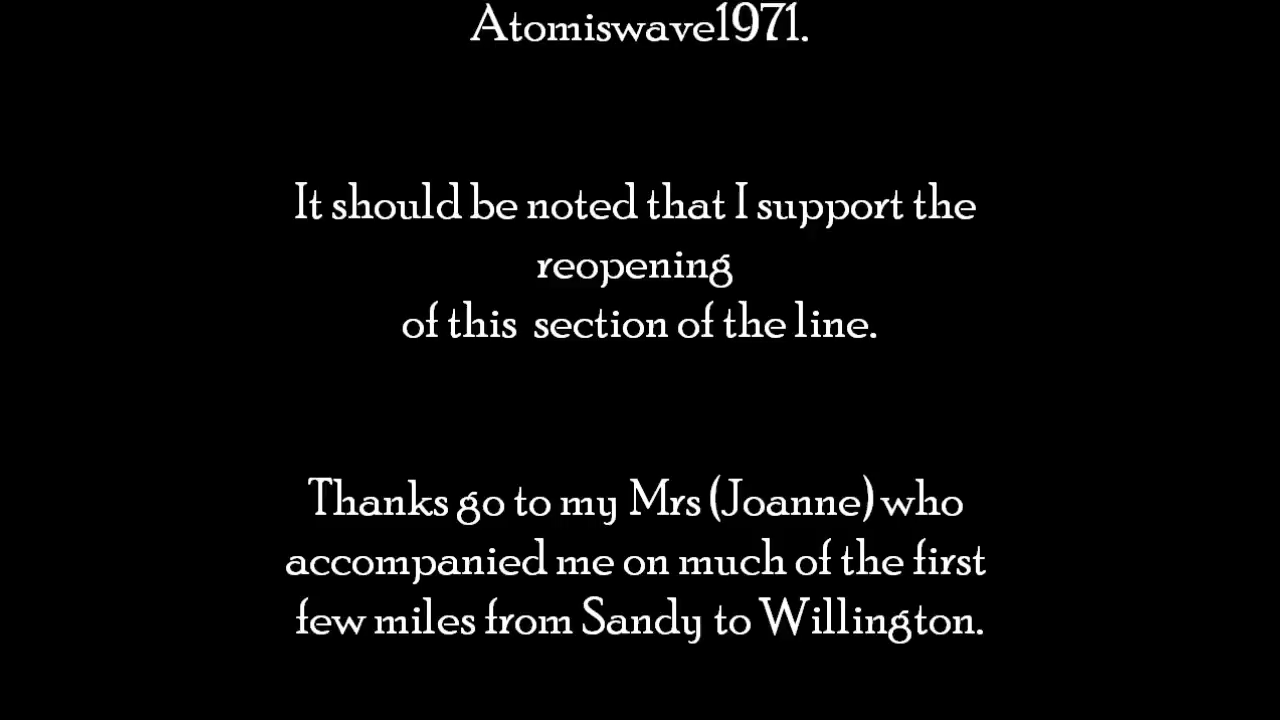 Atomiswave1971.
It should be noted that I support the
reopening
of this section of the line.
Thanks go to my Mrs (Joanne) who
accompanied me on much of the first
few miles from Sandy to Willington.